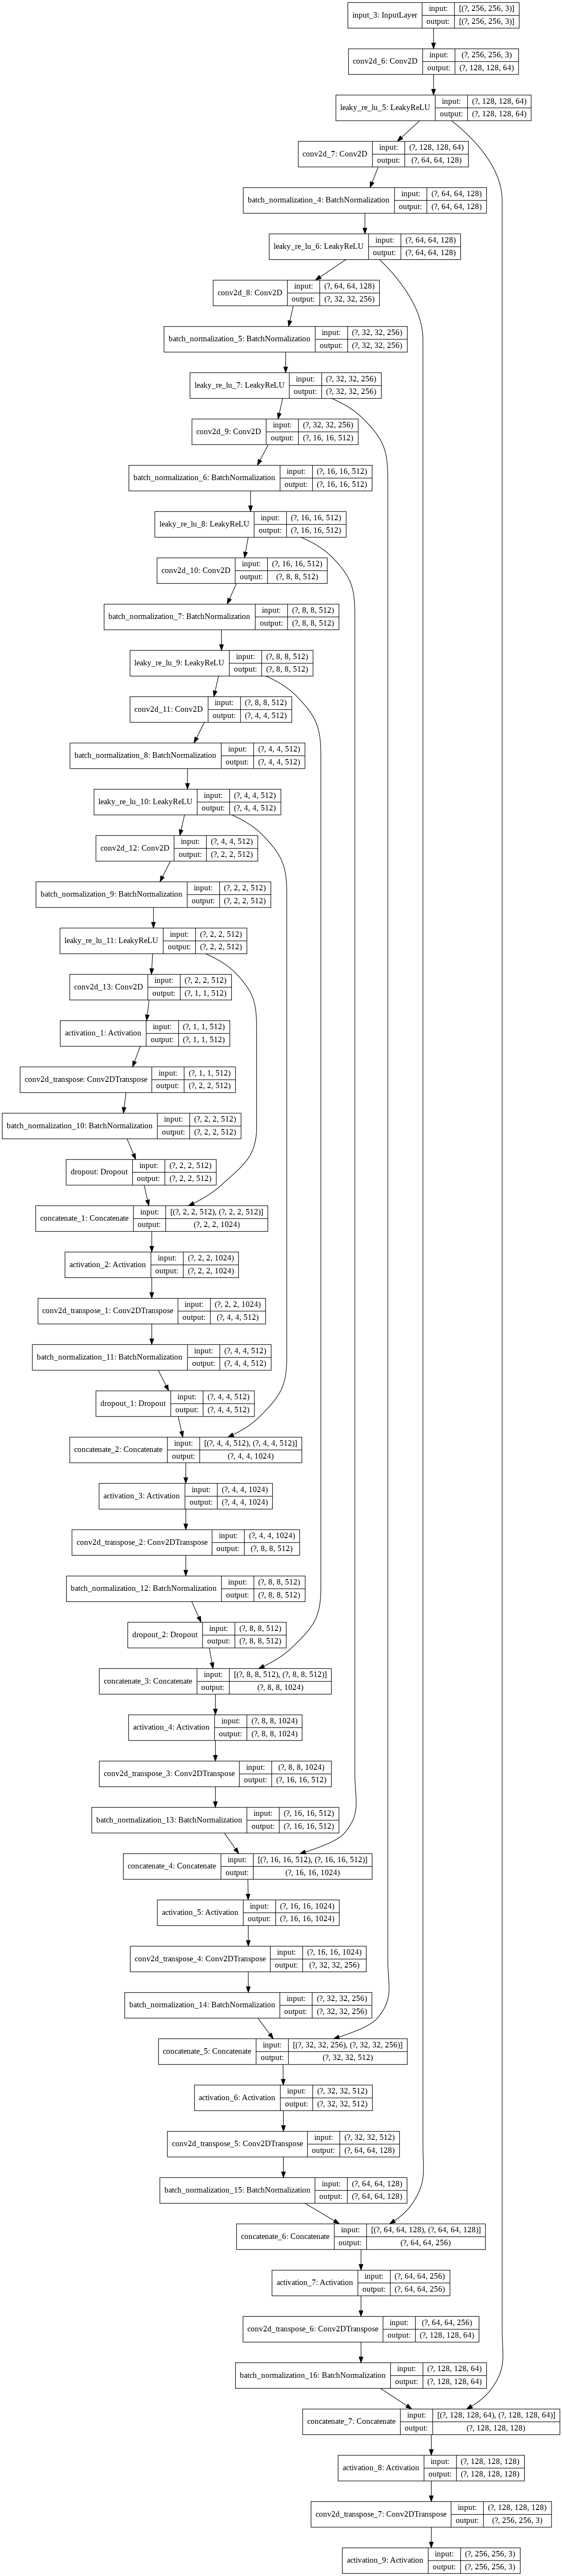 input_3: InputLayer input: [(?, 256, 256, 3)]
output: [(?, 256, 256, 3)]
conv2d_6: Conv2D input: (?, 256, 256, 3)
output: (?, 128, 128, 64)
leaky_re_lu_5: LeakyReLU input: (?, 128, 128, 64)
output: (?, 128, 128, 64)
conv2d_7: Conv2D input: (?, 128, 128, 64)
output: (?, 64, 64, 128)
batch_normalization_4: BatchNormalization input: (?, 64, 64, 128)
output: (?, 64, 64, 128)
leaky_re_lu_6: LeakyReLU input: (?, 64, 64, 128)
output: (?, 64, 64, 128)
conv2d_8: Conv2D input: (?, 64, 64, 128)
output: (?, 32, 32, 256)
batch_normalization_5: BatchNormalization input: (?, 32, 32, 256)
output: (?, 32, 32, 256)
leaky_re_lu_7: LeakyReLU input: (?, 32, 32, 256)
output: (?, 32, 32, 256)
conv2d_9: Conv2D input: (?, 32, 32, 256)
output: (?, 16, 16, 512)
batch_normalization_6: BatchNormalization input: (?, 16, 16, 512)
output: (?, 16, 16, 512)
leaky_re_lu_8: LeakyReLU input: (?, 16, 16, 512)
output: (?, 16, 16, 512)
conv2d_10: Conv2D input: (?, 16, 16, 512)
output: (?, 8, 8, 512)
batch_normalization_7: BatchNormalization input: (?, 8, 8, 512)
output: (?, 8, 8, 512)
leaky_re_lu_9: LeakyReLU input: (?, 8, 8, 512)
output: (?, 8, 8, 512)
conv2d_11: Conv2D input: (?, 8, 8, 512)
output: (?, 4, 4, 512)
batch_normalization_8: BatchNormalization input: (?, 4, 4, 512)
output: (?, 4, 4, 512)
leaky_re_lu_10: LeakyReLU input: (?, 4, 4, 512)
output: (?, 4, 4, 512)
conv2d_12: Conv2D input: (?, 4, 4, 512)
output: (?, 2, 2, 512)
batch_normalization_9: BatchNormalization input: (?, 2, 2, 512)
output: (?, 2, 2, 512)
leaky_re_lu_11: LeakyReLU input: (?, 2, 2, 512)
output: (?, 2, 2, 512)
conv2d_13: Conv2D input: (?, 2, 2, 512)
output: (?, 1, 1, 512)
activation_1: Activation input: (?, 1, 1, 512)
output: (?, 1, 1, 512)
conv2d_transpose: Conv2DTranspose input: (?, 1, 1, 512)
output: (?, 2, 2, 512)
batch_normalization_10: BatchNormalization input: (?, 2, 2, 512)
output: (?, 2, 2, 512)
dropout: Dropout input: (?, 2, 2, 512)
output: (?, 2, 2, 512)
concatenate_1: Concatenate input: [(?, 2, 2, 512), (?, 2, 2, 512)]
output: (?, 2, 2, 1024)
activation_2: Activation input: (?, 2, 2, 1024)
output: (?, 2, 2, 1024)
conv2d_transpose_1: Conv2DTranspose input: (?, 2, 2, 1024)
output: (?, 4, 4, 512)
batch_normalization_11: BatchNormalization input: (?, 4, 4, 512)
output: (?, 4, 4, 512)
dropout_1: Dropout input: (?, 4, 4, 512)
output: (?, 4, 4, 512)
concatenate_2: Concatenate input: [(?, 4, 4, 512), (?, 4, 4, 512)]
output: (?, 4, 4, 1024)
activation_3: Activation input: (?, 4, 4, 1024)
output: (?, 4, 4, 1024)
conv2d_transpose_2: Conv2DTranspose input: (?, 4, 4, 1024)
output: (?, 8, 8, 512)
batch_normalization_12: BatchNormalization input: (?, 8, 8, 512)
output: (?, 8, 8, 512)
dropout_2: Dropout input: (?, 8, 8, 512)
output: (?, 8, 8, 512)
concatenate_3: Concatenate input: [(?, 8, 8, 512), (?, 8, 8, 512)]
output: (?, 8, 8, 1024)
activation_4: Activation input: (?, 8, 8, 1024)
output: (?, 8, 8, 1024)
conv2d_transpose_3: Conv2DTranspose input: (?, 8, 8, 1024)
output: (?, 16, 16, 512)
batch_normalization_13: BatchNormalization input: (?, 16, 16, 512)
output: (?, 16, 16, 512)
concatenate_4: Concatenate input: [(?, 16, 16, 512), (?, 16, 16, 512)]
output: (?, 16, 16, 1024)
activation_5: Activation input: (?, 16, 16, 1024)
output: (?, 16, 16, 1024)
conv2d_transpose_4: Conv2DTranspose input: (?, 16, 16, 1024)
output: (?, 32, 32, 256)
batch_normalization_14: BatchNormalization input: (?, 32, 32, 256)
output: (?, 32, 32, 256)
concatenate_5: Concatenate input: [(?, 32, 32, 256), (?, 32, 32, 256)]
output: (?, 32, 32, 512)
activation_6: Activation input: (?, 32, 32, 512)
output: (?, 32, 32, 512)
conv2d_transpose_5: Conv2DTranspose input: (?, 32, 32, 512)
output: (?, 64, 64, 128)
batch_normalization_15: BatchNormalization input: (?, 64, 64, 128)
output: (?, 64, 64, 128)
concatenate_6: Concatenate input: [(?, 64, 64, 128), (?, 64, 64, 128)]
output: (?, 64, 64, 256)
activation_7: Activation input: (?, 64, 64, 256)
output: (?, 64, 64, 256)
conv2d_transpose_6: Conv2DTranspose input: (?, 64, 64, 256)
output: (?, 128, 128, 64)
batch_normalization_16: BatchNormalization input: (?, 128, 128, 64)
output: (?, 128, 128, 64)
concatenate_7: Concatenate input: [(?, 128, 128, 64), (?, 128, 128, 64)]
output: (?, 128, 128, 128)
activation_8: Activation input: (?, 128, 128, 128)
output: (?, 128, 128, 128)
conv2d_transpose_7: Conv2DTranspose input: (?, 128, 128, 128)
output: (?, 256, 256, 3)
activation_9: Activation input: (?, 256, 256, 3)
output: (?, 256, 256, 3)